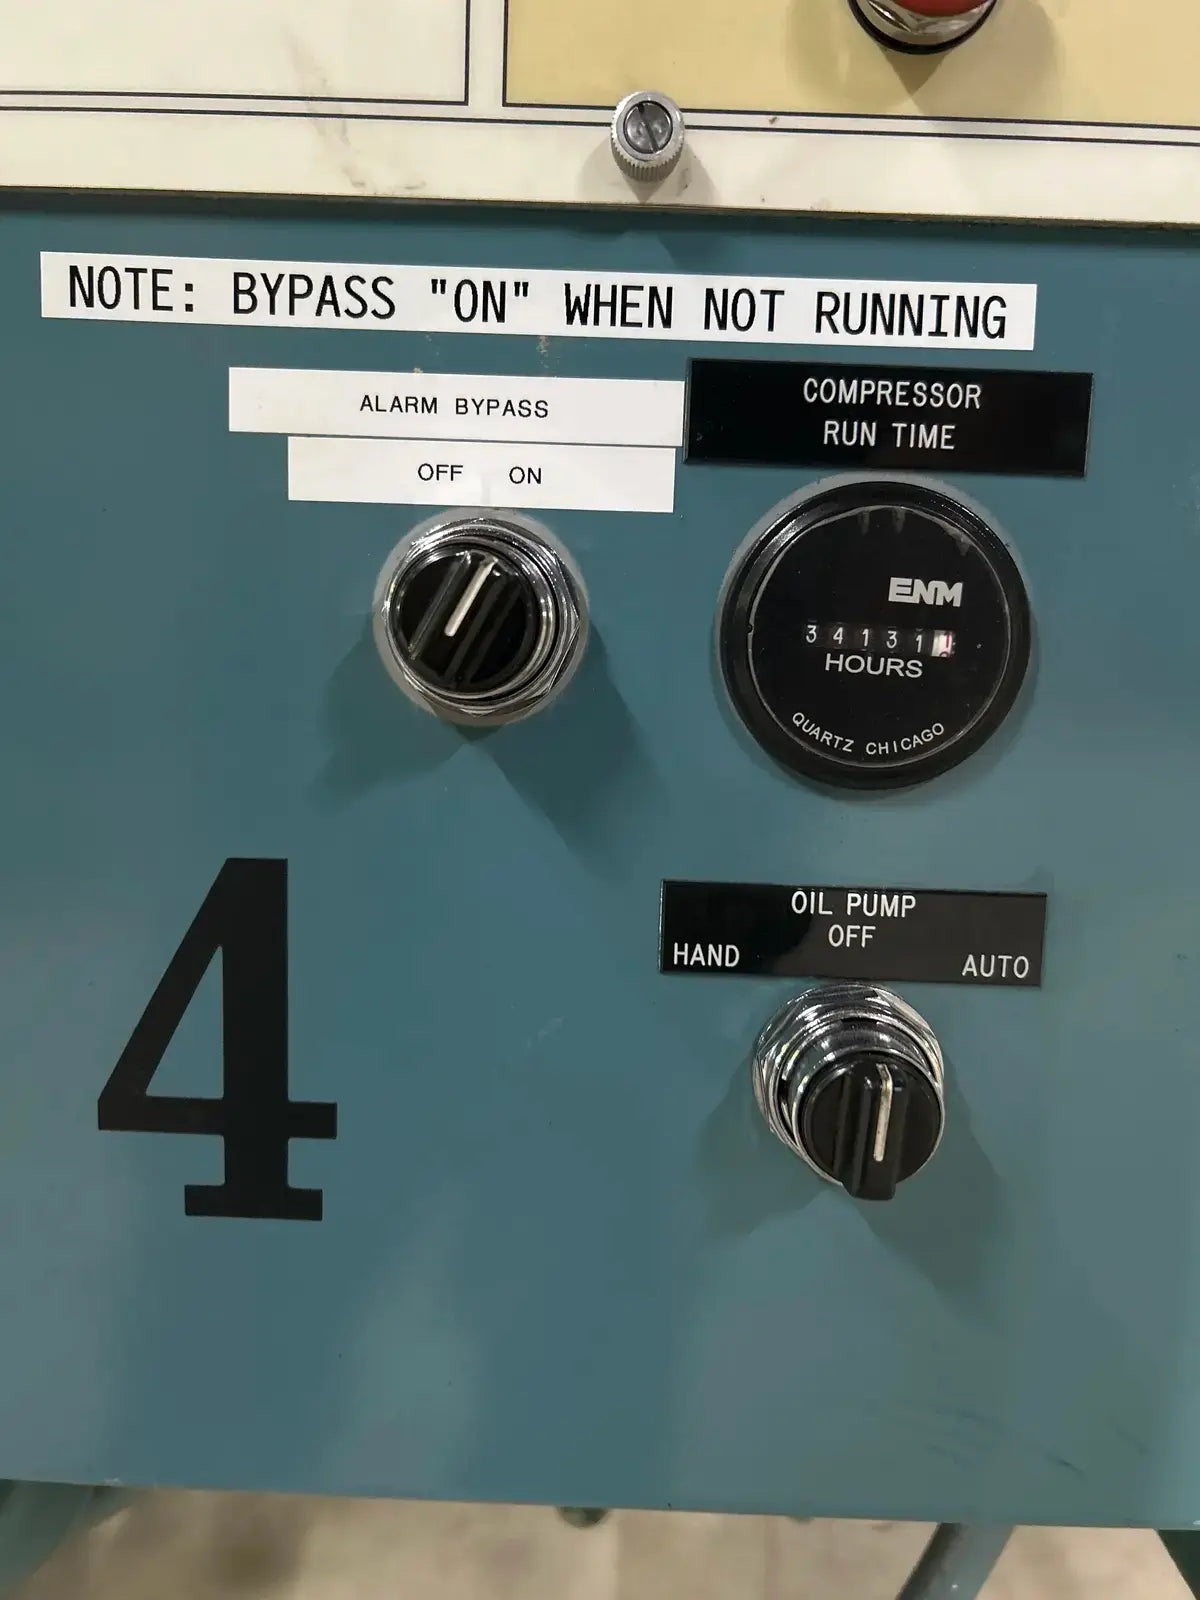 NOTE: BYPASS "ON" WHEN NOT RUNNING
ALARM BYPASS
OFF ON
COMPRESSOR
RUN TIME
ENM
34131
HOURS
QUARTZ CHICAGO
4
OIL PUMP
OFF
HAND AUTO